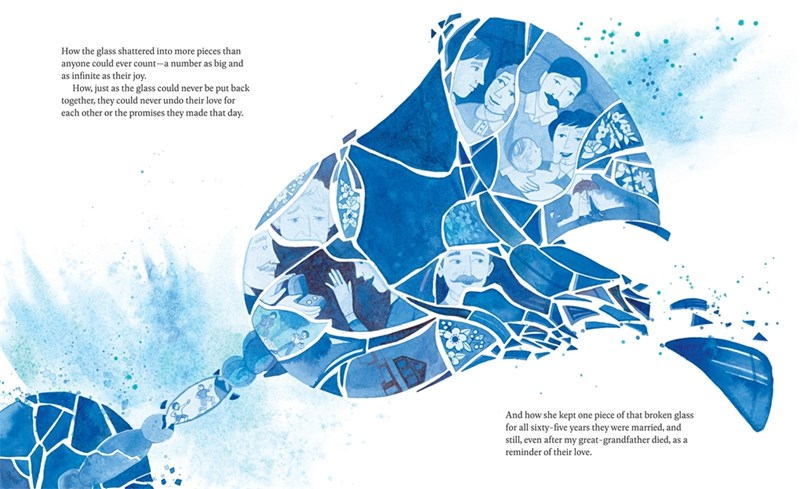 How the glass shattered into more pieces than
anyone could ever count—a number as big and
as infinite as their joy.
How, just as the glass could never be put back
together, they could never undo their love for
each other or the promises they made that day.
And how she kept one piece of that broken glass
for all sixty-five years they were married, and
still, even after my great-grandfather died, as a
reminder of their love.